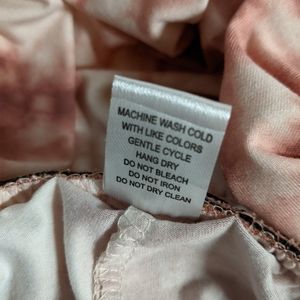 MACHINE WASH COLD
WITH LIKE COLORS
GENTLE CYCLE
HANG DRY
DO NOT BLEACH
DO NOT IRON
DO NOT DRY CLEAN